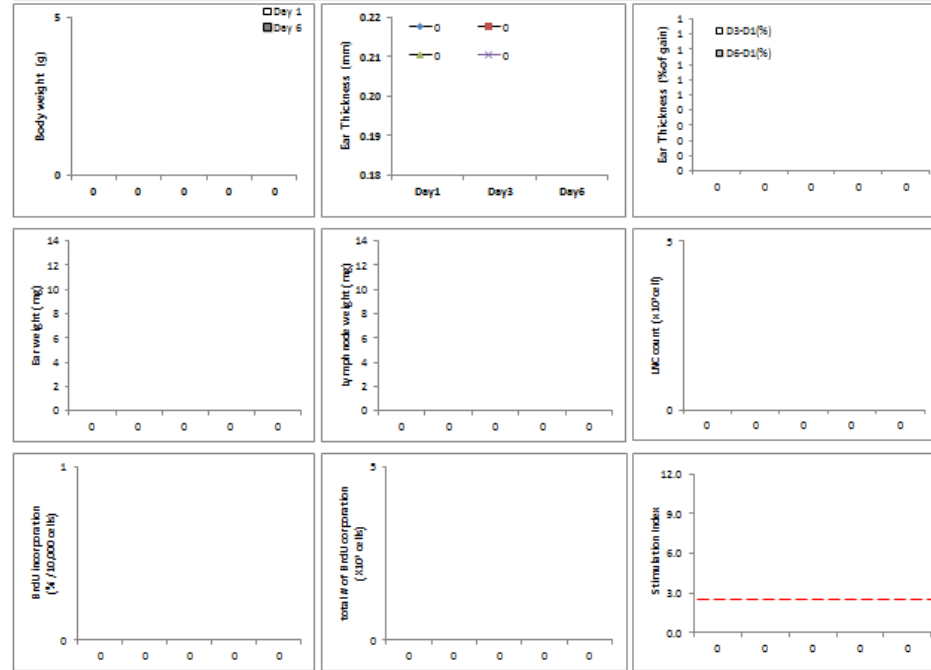 Body weight (g)
5
0
Day 1
Day 6
0 0 0 0 0
Ear Thickness (mm)
0.22
0.21
0.20
0.19
0.18
0 0
0 0
Day1 Day3 Day6
Ear Thickness (% of gain)
1
1
1
1
1
1
0
0
0
0
0
D3-D1(%)
D6-D1(%)
0 0 0 0 0
Ear weight (mg)
14
12
10
8
6
4
2
0
0 0 0 0 0
Lymph node weight (mg)
14
12
10
8
6
4
2
0
0 0 0 0 0
LNC count (x10 cell)
5
0
0 0 0 0 0
BrdU incorporation
(% / 10,000 cells)
1
0
0 0 0 0 0
total # of BrdU corporation
(X10 cells)
5
0
0 0 0 0 0
Stimulation Index
12.0
9.0
6.0
3.0
0.0
0 0 0 0 0